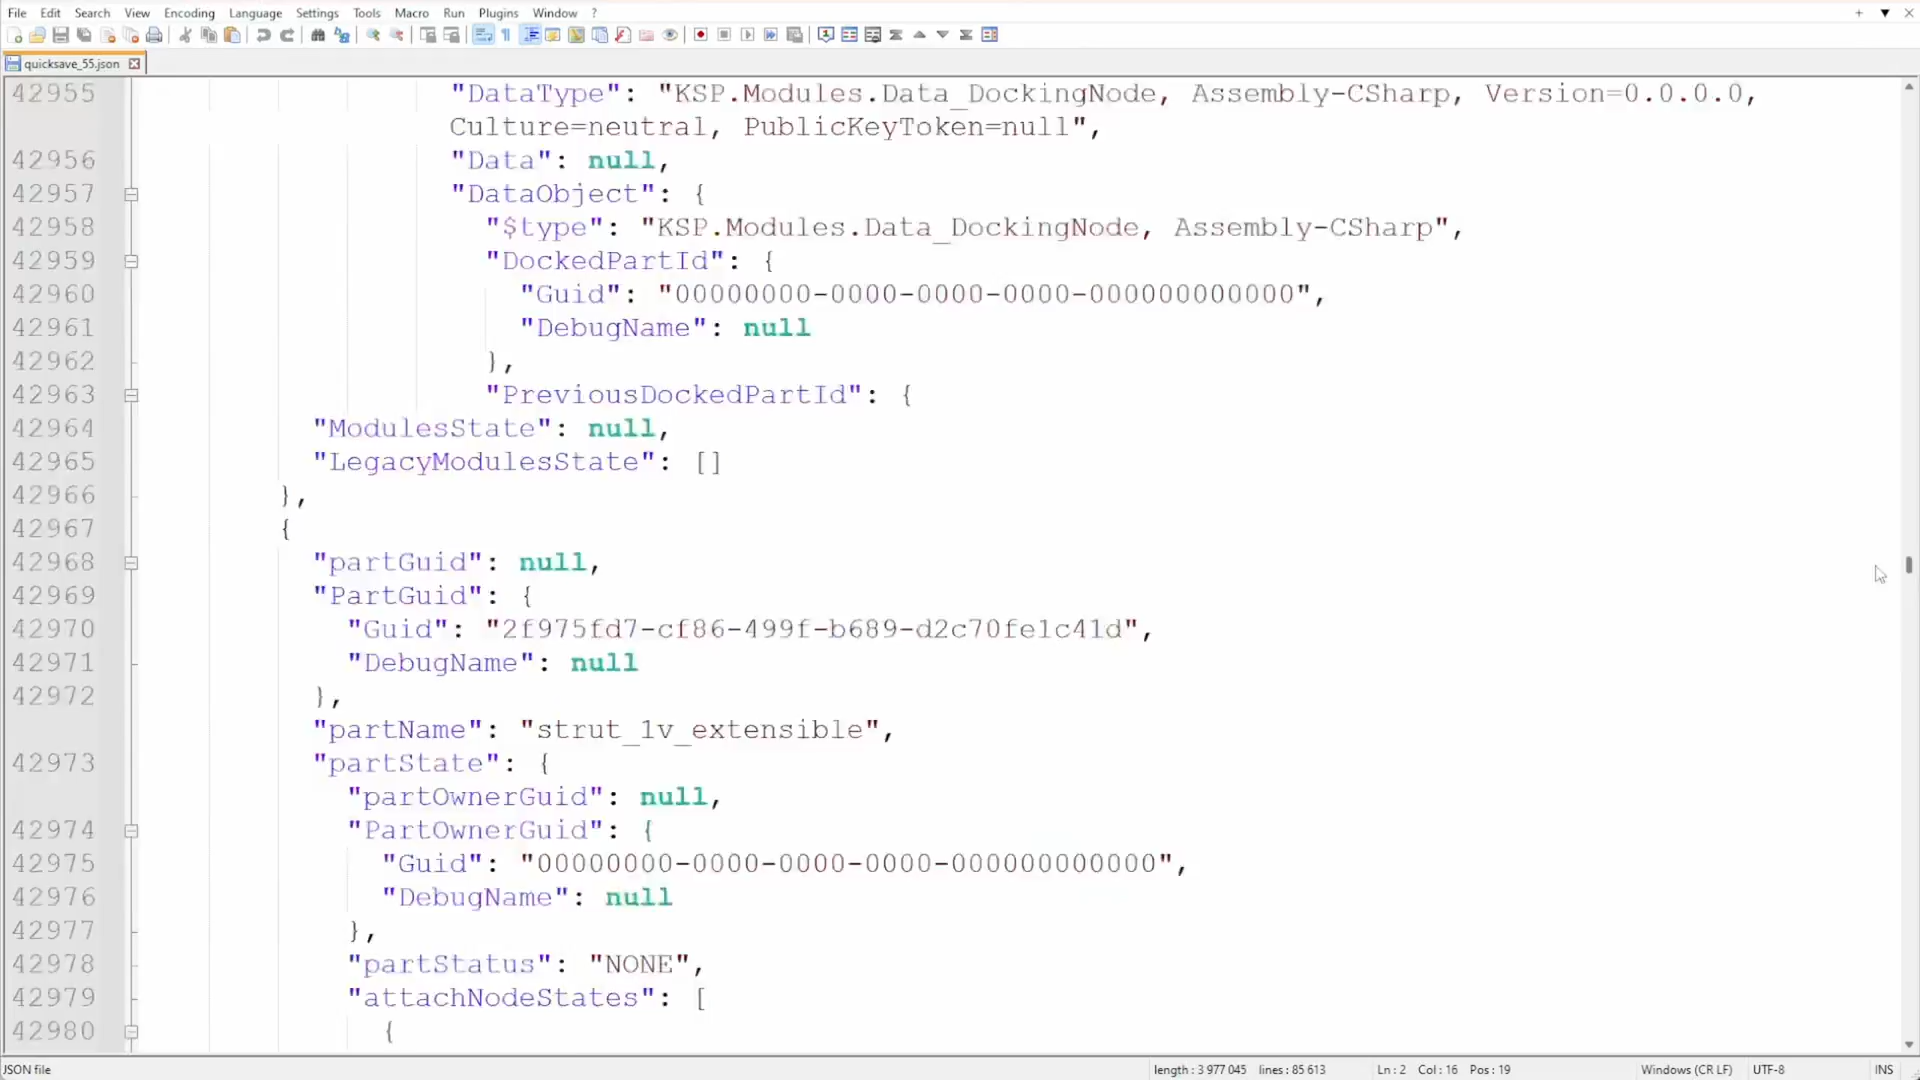 File Edit Search View Encoding Language Settings Tools Macro Run Plugins Window ?
quicksave_55.json
42955 "DataType": "KSP.Modules.Data_DockingNode, Assembly-CSharp, Version=0.0.0.0,
Culture=neutral, PublicKeyToken=null",
42956 "Data": null,
42957 "DataObject": {
42958 "$type": "KSP.Modules.Data_DockingNode, Assembly-CSharp",
42959 "DockedPartId": {
42960 "Guid": "00000000-0000-0000-0000-000000000000",
42961 "DebugName": null
42962 },
42963 "PreviousDockedPartId": {
42964 "ModulesState": null,
42965 "LegacyModulesState": []
42966 },
42967 {
42968 "partGuid": null,
42969 "PartGuid": {
42970 "Guid": "2f975fd7-cf86-499f-b689-d2c70fe1c41d",
42971 "DebugName": null
42972 },
"partName": "strut_1v_extensible",
42973 "partState": {
"partOwnerGuid": null,
42974 "PartOwnerGuid": {
42975 "Guid": "00000000-0000-0000-0000-000000000000",
42976 "DebugName": null
42977 },
42978 "partStatus": "NONE",
42979 "attachNodeStates": [
42980 {
JSON file length : 3 977 045 lines : 85 613 Ln : 2 Col : 16 Pos : 19 Windows (CR LF) UTF-8 INS